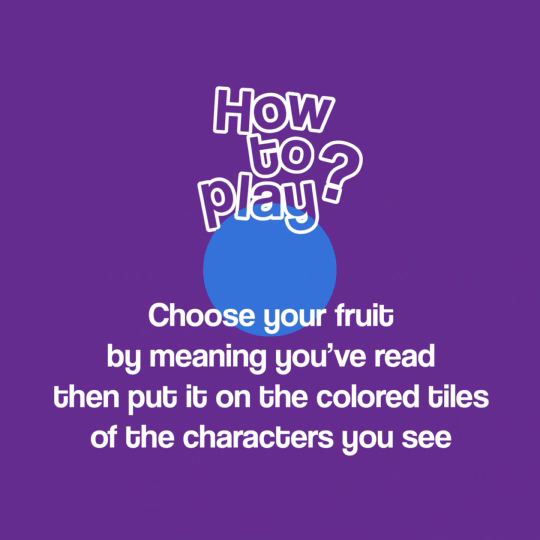 How
to
play?
Choose your fruit
by meaning you've read
then put it on the colored tiles
of the characters you see